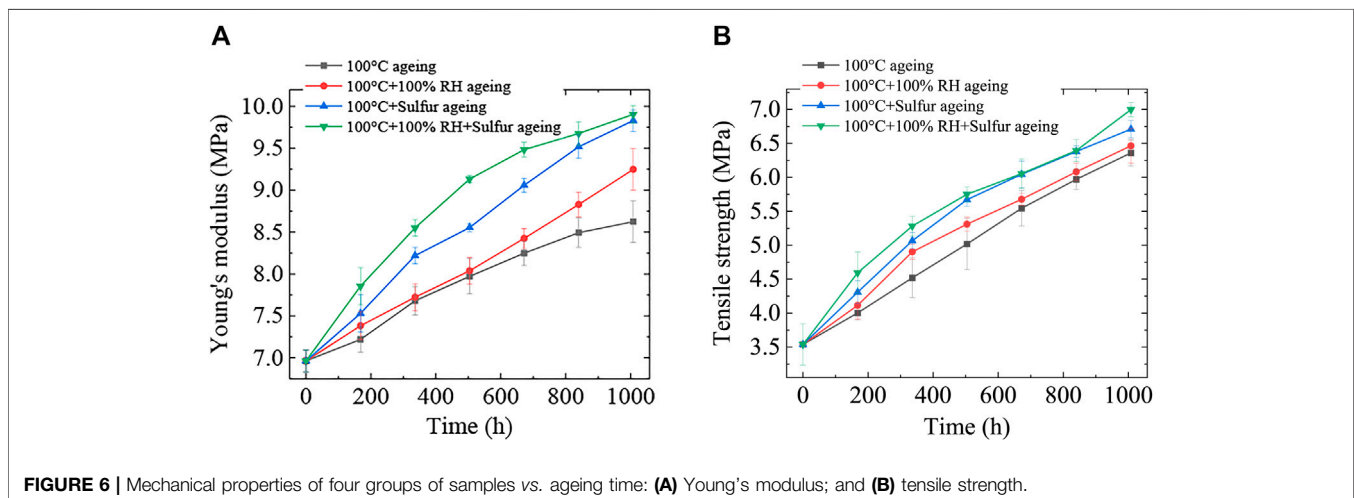 A
100°C ageing
100°C+100% RH ageing
100°C+Sulfur ageing
100°C+100% RH+Sulfur ageing
Young's modulus (MPa)
10.0
9.5
9.0
8.5
8.0
7.5
7.0
0 200 400 600 800 1000
Time (h)
B
100°C ageing
100°C+100% RH ageing
100°C+Sulfur ageing
100°C+100% RH+Sulfur ageing
Tensile strength (MPa)
7.0
6.5
6.0
5.5
5.0
4.5
4.0
3.5
0 200 400 600 800 1000
Time (h)
FIGURE 6 | Mechanical properties of four groups of samples vs. ageing time: (A) Young’s modulus; and (B) tensile strength.